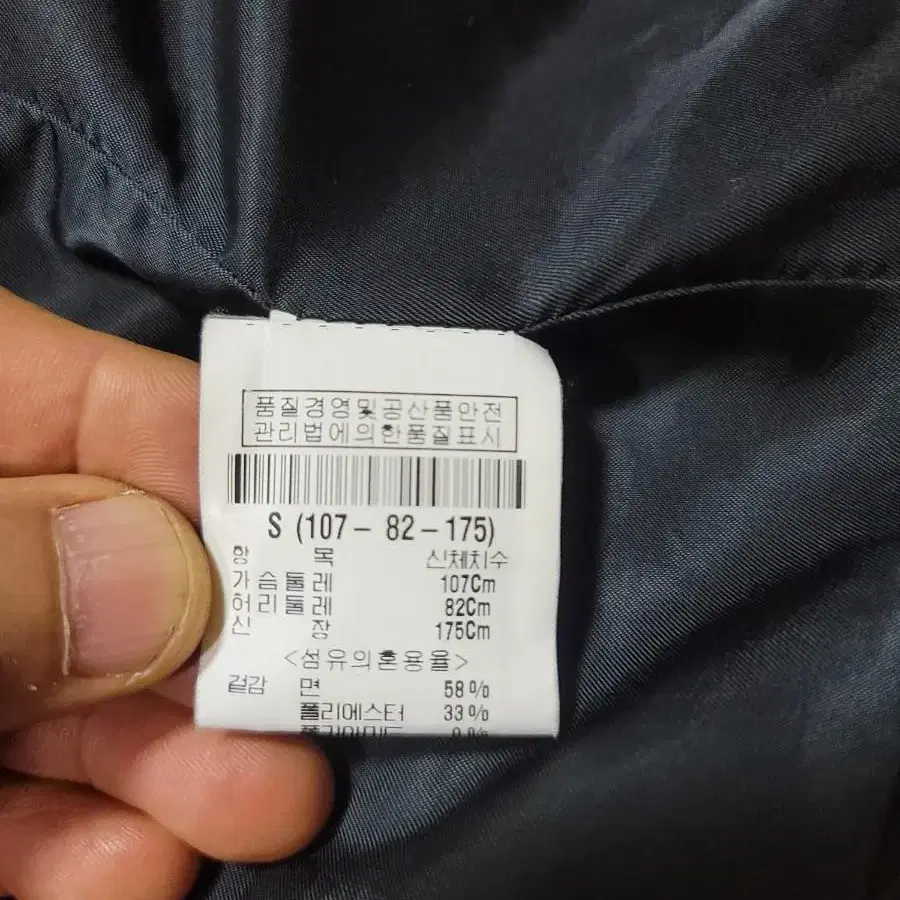 품질경영및공산품안전
관리법에의한품질표시
S (107 - 82 - 175)
항 목 신체치수
가슴둘레 107Cm
허리둘레 82Cm
신 장 175Cm
<섬유의혼용율>
겉감 면 58%
폴리에스터 33%